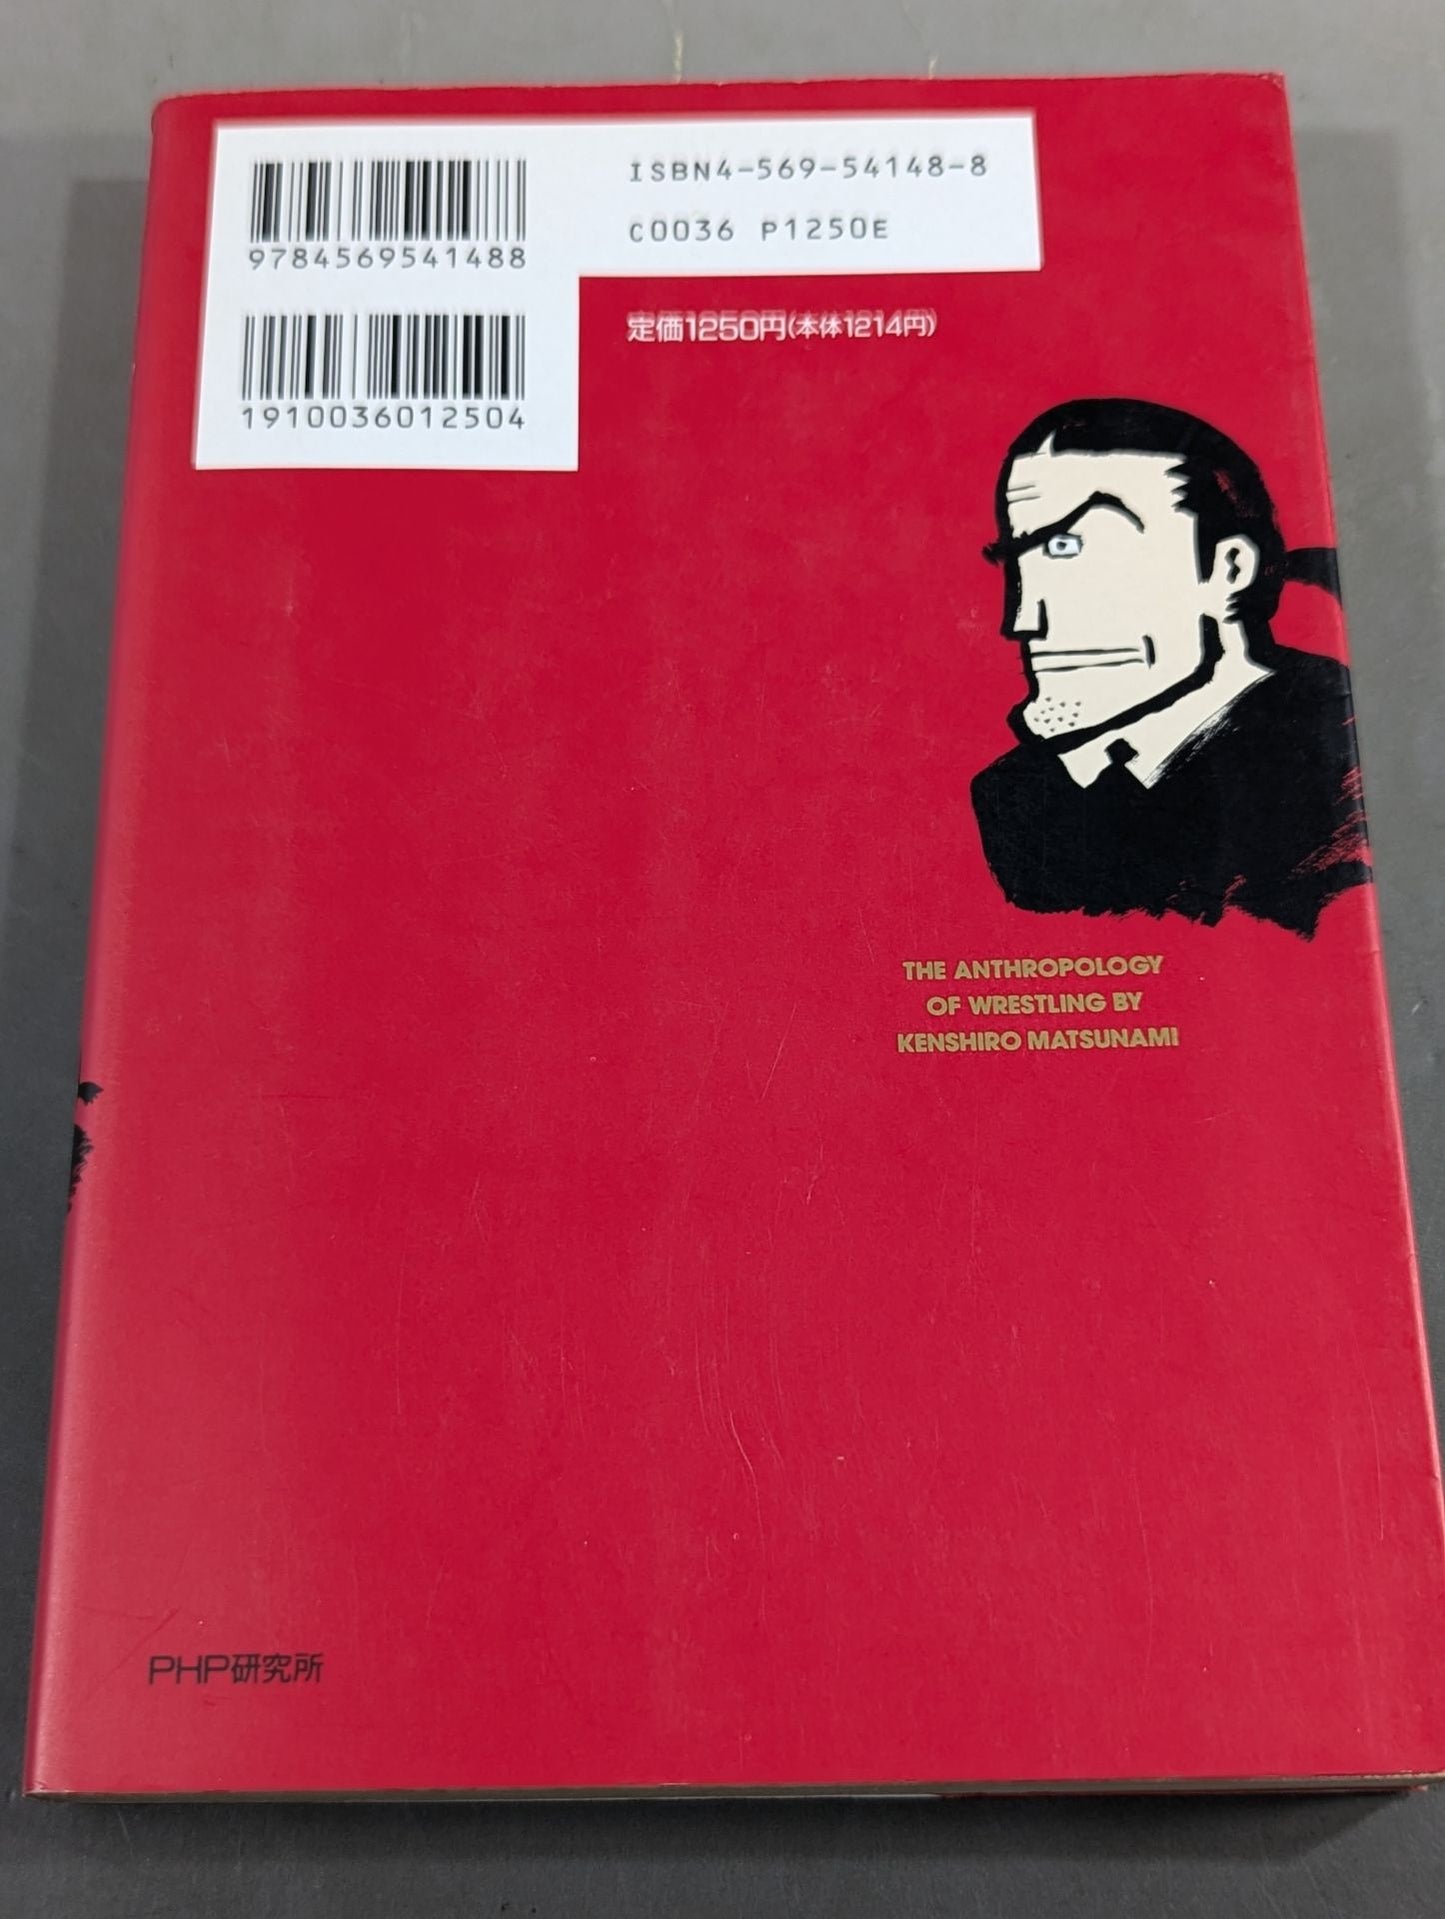 9784569541488
ISBN4-569-54148-8
C0036 P1250E
1910036012504
定価1250円(本体1214円)
THE ANTHROPOLOGY
OF WRESTLING BY
KENSHIRO MATSUNAMI
PHP研究所